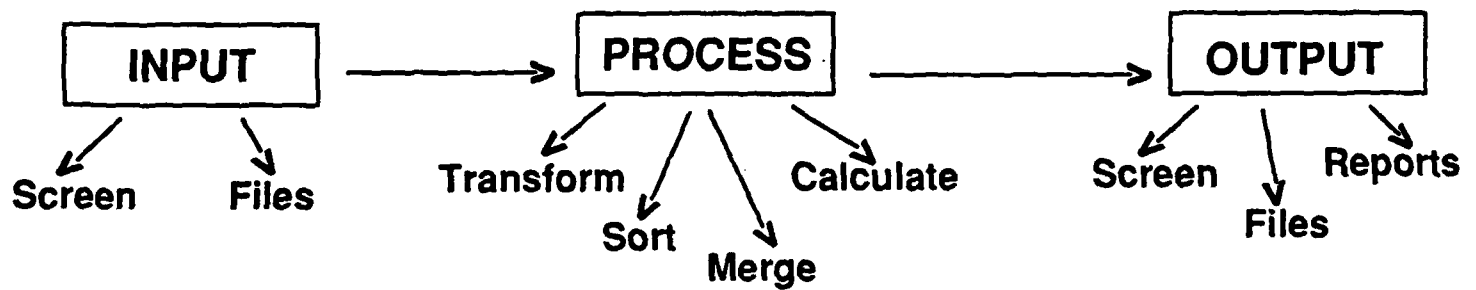 INPUT
PROCESS
OUTPUT
Screen
Files
Transform
Sort
Merge
Calculate
Screen
Files
Reports